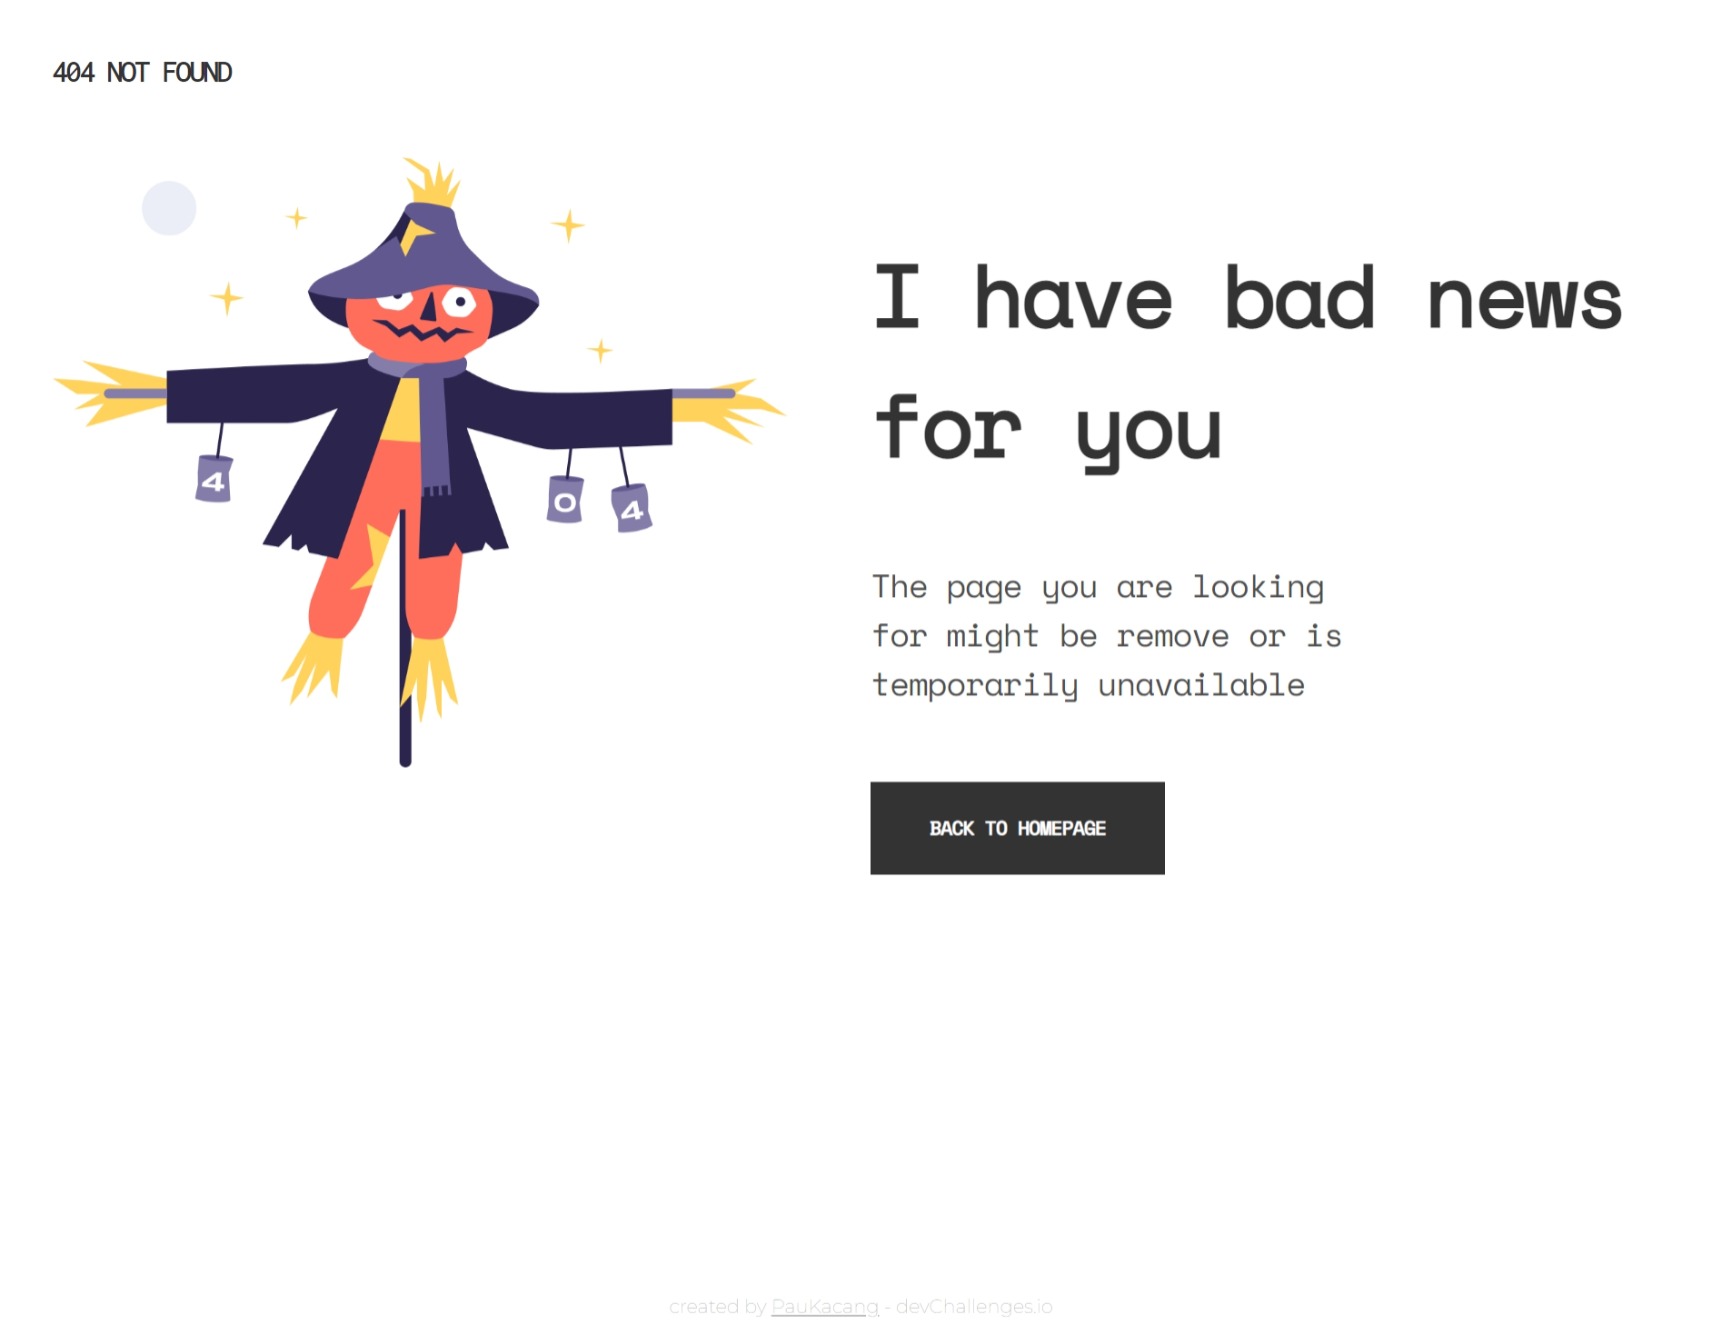 404 NOT FOUND
4
0
4
I have bad news
for you
The page you are looking
for might be remove or is
temporarily unavailable
BACK TO HOMEPAGE
created by PauKacang - devChallenges.io